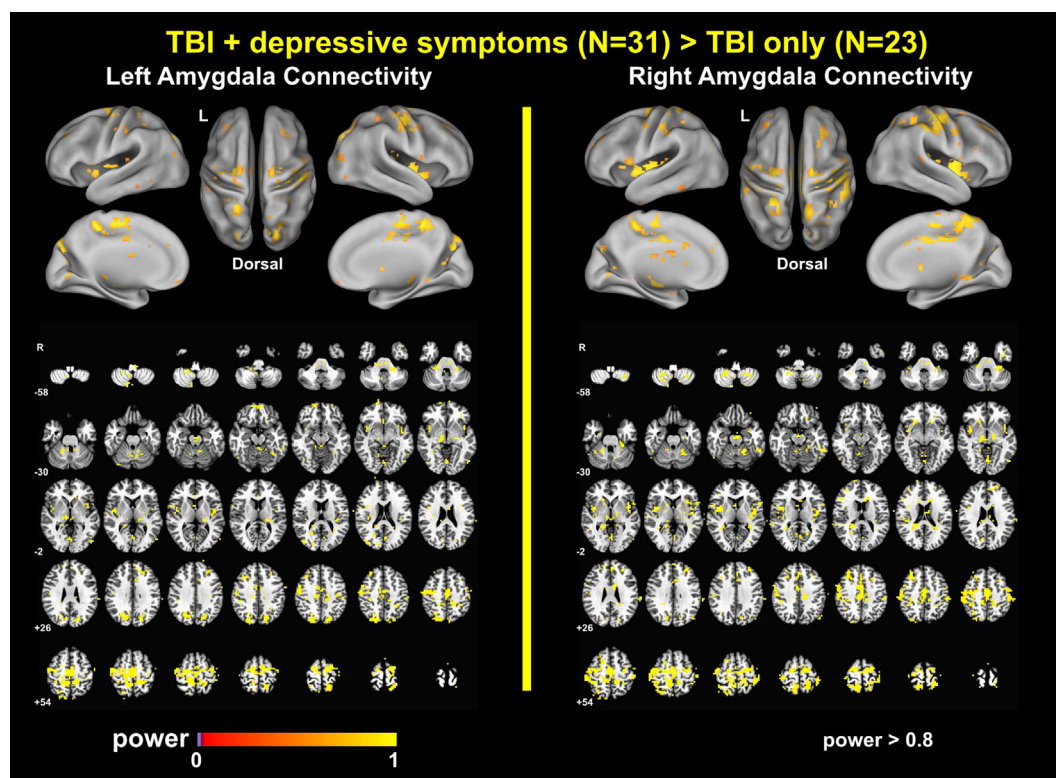 TBI + depressive symptoms (N=31) > TBI only (N=23)
Left Amygdala Connectivity
Right Amygdala Connectivity
L
Dorsal
L
Dorsal
R
-58
-30
-2
+26
+54
R
-58
-30
-2
+26
+54
power
0
1
power > 0.8